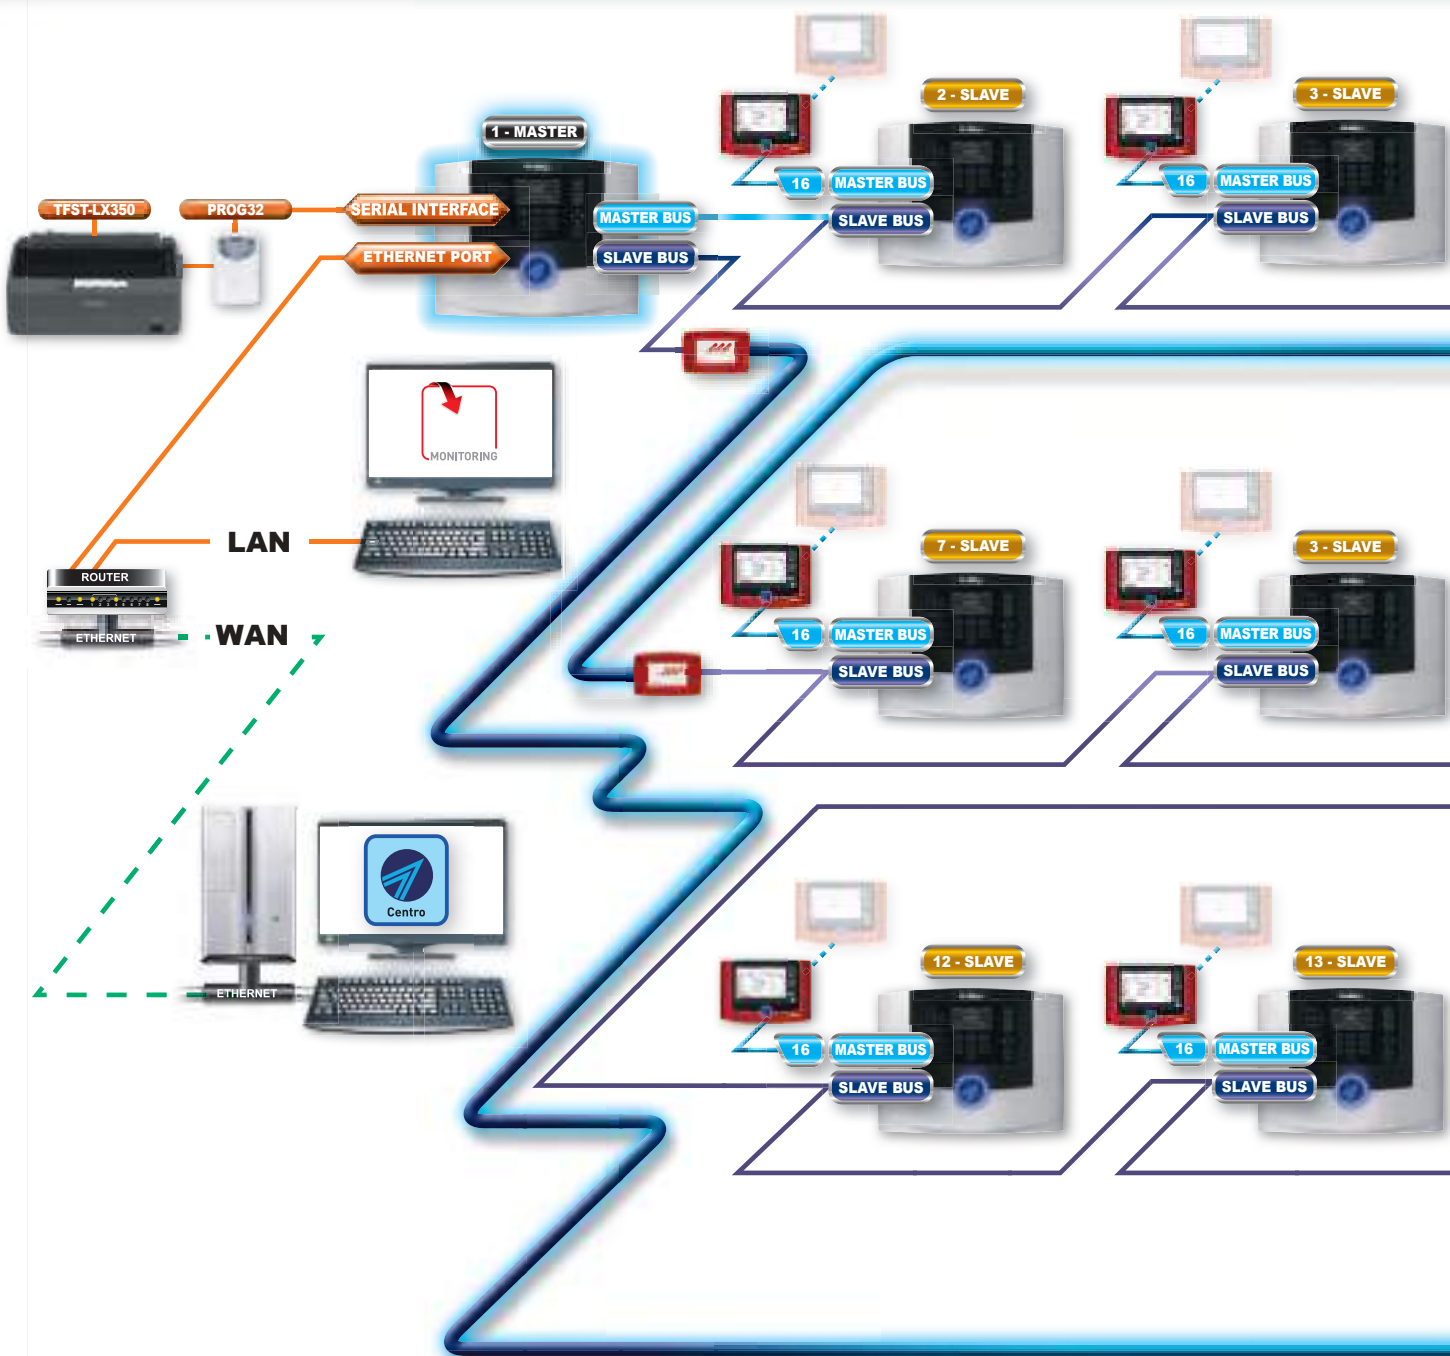 2 - SLAVE
3 - SLAVE
1 - MASTER
16
MASTER BUS
16
MASTER BUS
TFST-LX350
PROG32
SERIAL INTERFACE
MASTER BUS
SLAVE BUS
SLAVE BUS
ETHERNET PORT
SLAVE BUS
MONITORING
LAN
7 - SLAVE
3 - SLAVE
ROUTER
ETHERNET
WAN
16
MASTER BUS
16
MASTER BUS
SLAVE BUS
SLAVE BUS
Centro
12 - SLAVE
13 - SLAVE
ETHERNET
16
MASTER BUS
16
MASTER BUS
SLAVE BUS
SLAVE BUS